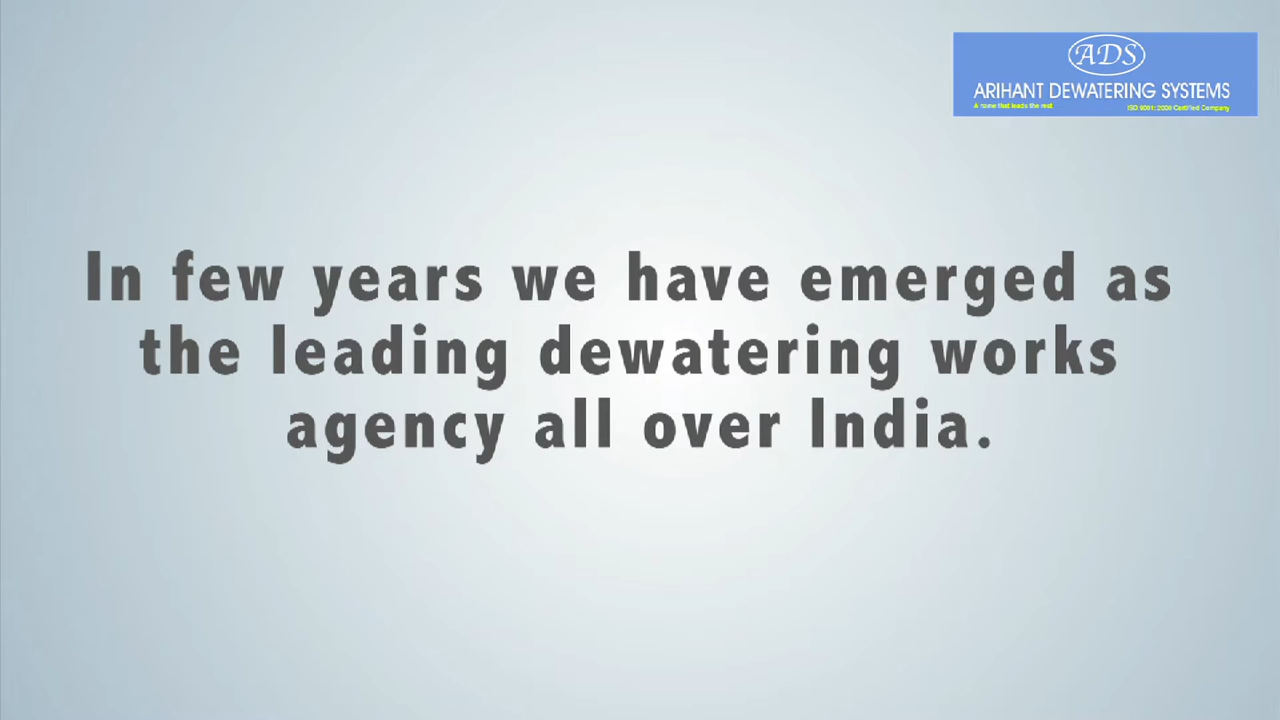 ADS
ARIHANT DEWATERING SYSTEMS
A name that leads the rest
ISO 9001: 2000 Certified Company
In few years we have emerged as
the leading dewatering works
agency all over India.